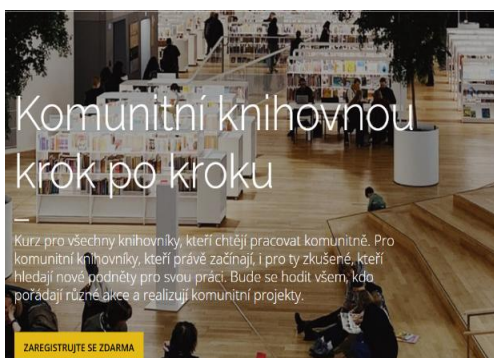 Komunitní knihovnou
krok po kroku
Kurz pro všechny knihovníky, kteří chtějí pracovat komunitně. Pro
komunitní knihovníky, kteří právě začínají, i pro ty zkušené, kteří
hledají nové podněty pro svou práci. Bude se hodit všem, kdo
pořádají různé akce a realizují komunitní projekty.
ZAREGISTRUJTE SE ZDARMA